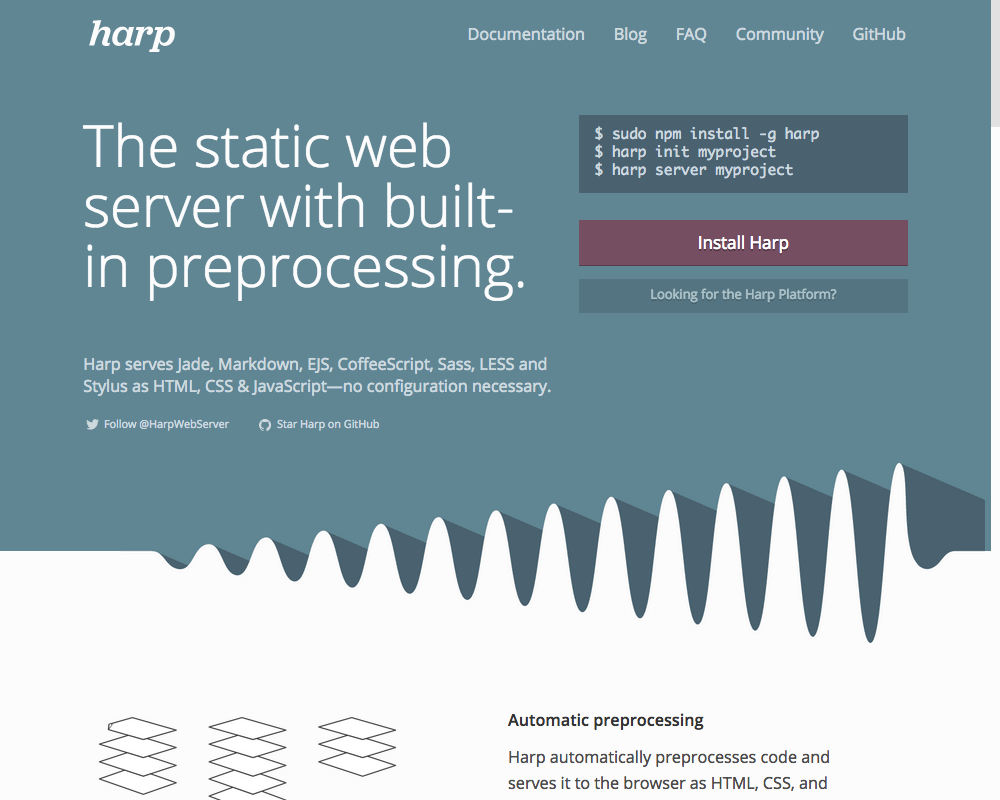 harp
Documentation Blog FAQ Community GitHub
The static web
server with built-
in preprocessing.
$ sudo npm install -g harp
$ harp init myproject
$ harp server myproject
Install Harp
Looking for the Harp Platform?
Harp serves Jade, Markdown, EJS, CoffeeScript, Sass, LESS and
Stylus as HTML, CSS & JavaScript—no configuration necessary.
Follow @HarpWebServer Star Harp on GitHub
Automatic preprocessing
Harp automatically preprocesses code and
serves it to the browser as HTML, CSS, and